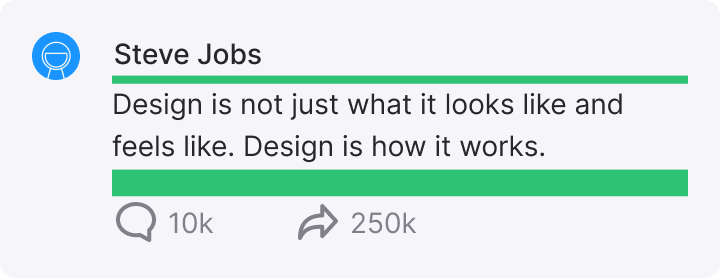 Steve Jobs
Design is not just what it looks like and
feels like. Design is how it works.
10k 250k